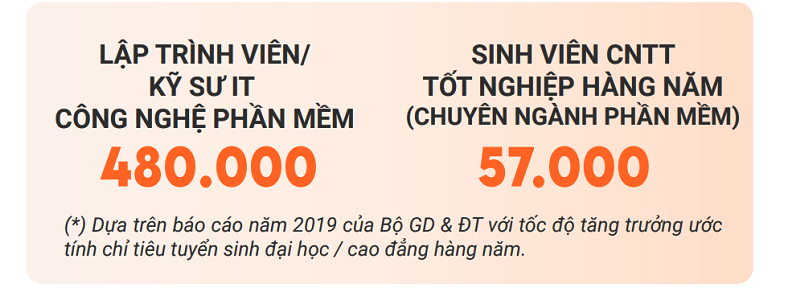 LẬP TRÌNH VIÊN/
KỸ SƯ IT
CÔNG NGHỆ PHẦN MỀM
480.000
SINH VIÊN CNTT
TỐT NGHIỆP HÀNG NĂM
(CHUYÊN NGÀNH PHẦN MỀM)
57.000
(*) Dựa trên báo cáo năm 2019 của Bộ GD & ĐT với tốc độ tăng trưởng ước
tính chỉ tiêu tuyển sinh đại học / cao đẳng hàng năm.